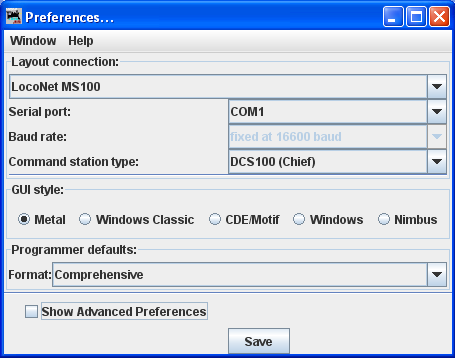 Preferences...
Window Help
Layout connection:
LocoNet MS100
Serial port: COM1
Baud rate: fixed at 16600 baud
Command station type: DCS100 (Chief)
GUI style:
Metal Windows Classic CDE/Motif Windows Nimbus
Programmer defaults:
Format: Comprehensive
Show Advanced Preferences
Save